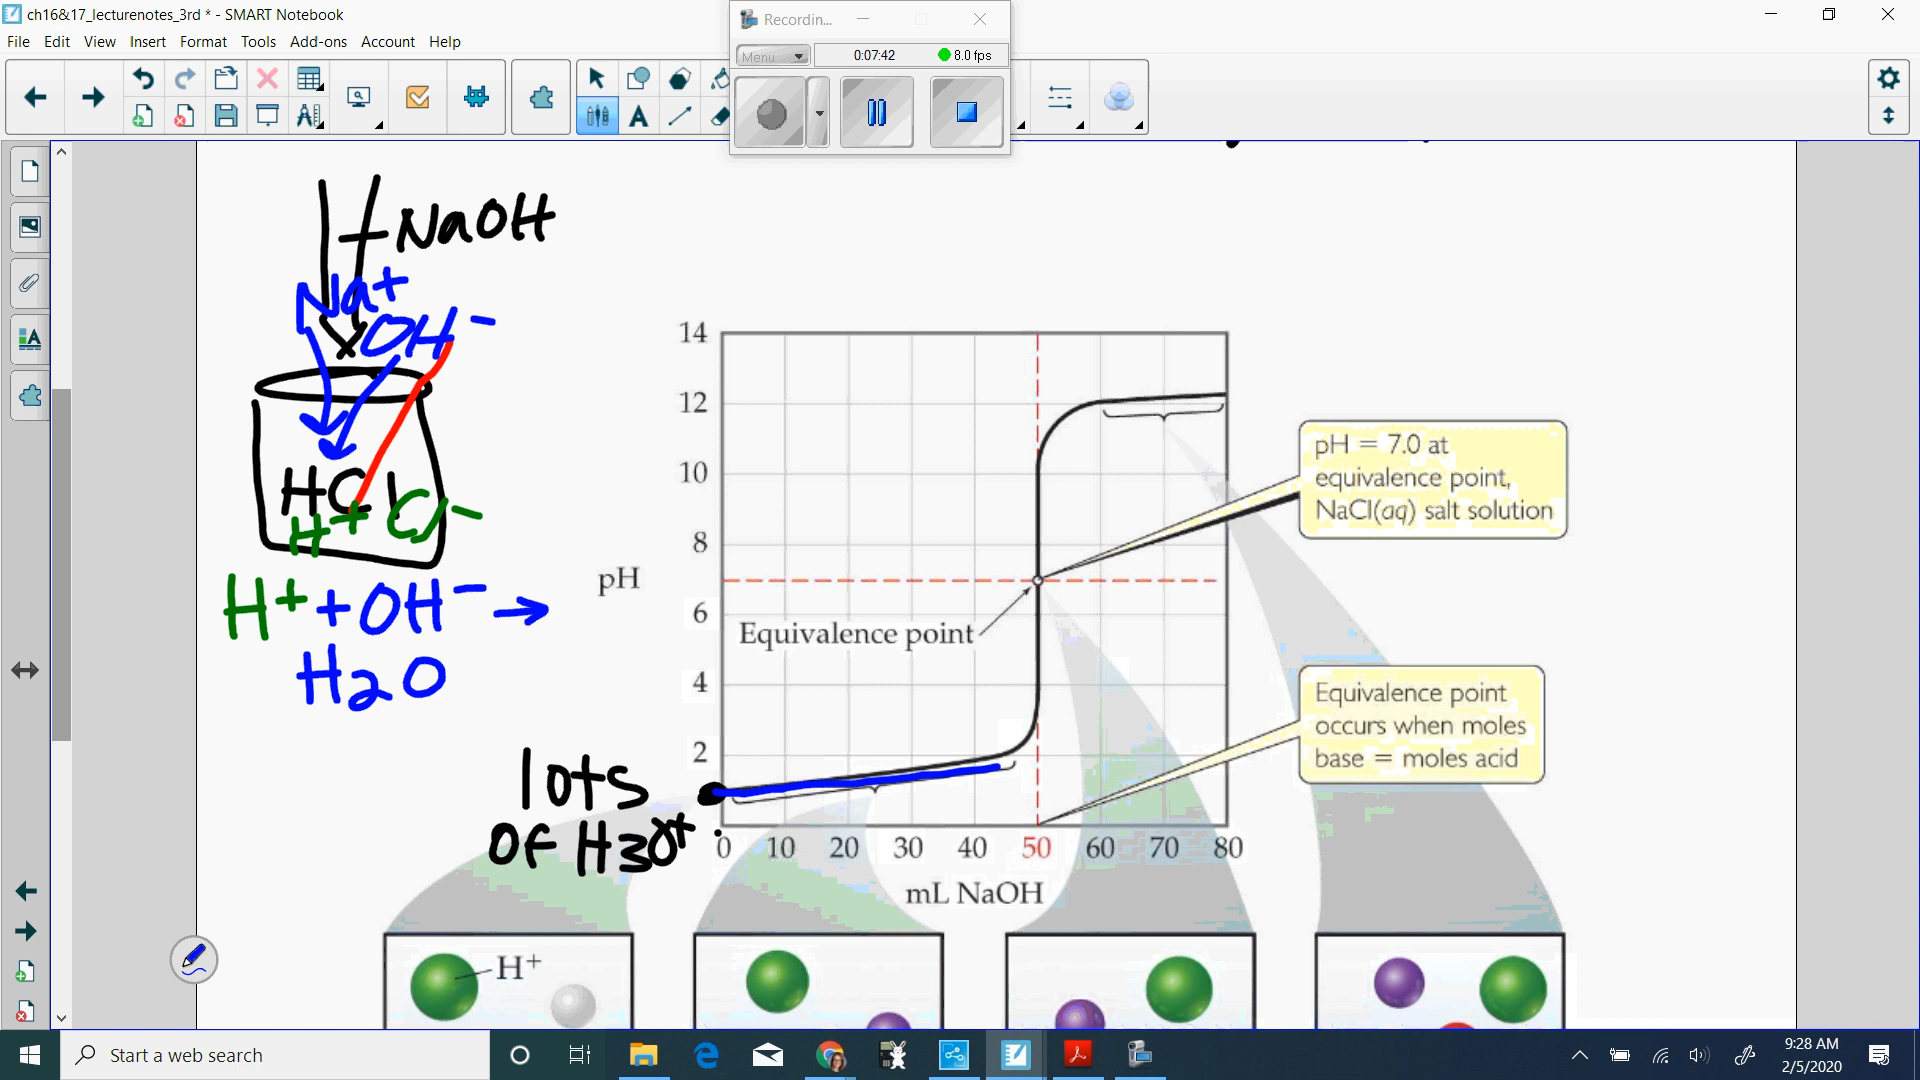 ch16&17_lecturenotes_3rd * - SMART Notebook
Recordin...
File Edit View Insert Format Tools Add-ons Account Help
Menu
0:07:42
8.0 fps
A
NaOH
Na+
OH-
HCl
H+ Cl-
H+ + OH- →
H2O
lots
of H3O+
14
12
10
8
6
4
2
pH
Equivalence point
0 10 20 30 40 50 60 70 80
mL NaOH
pH = 7.0 at
equivalence point,
NaCl(aq) salt solution
Equivalence point
occurs when moles
base = moles acid
H+
Start a web search
9:28 AM
2/5/2020